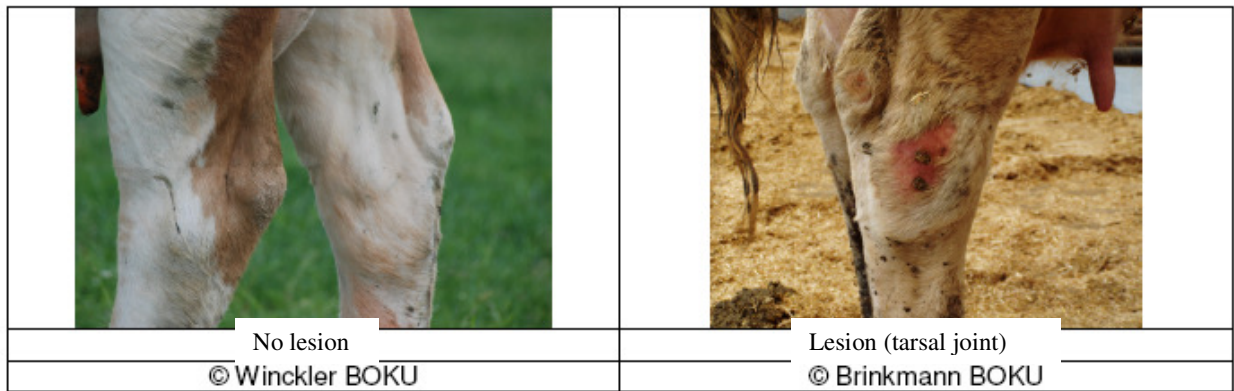 No lesion
Lesion (tarsal joint)
© Winckler BOKU
© Brinkmann BOKU